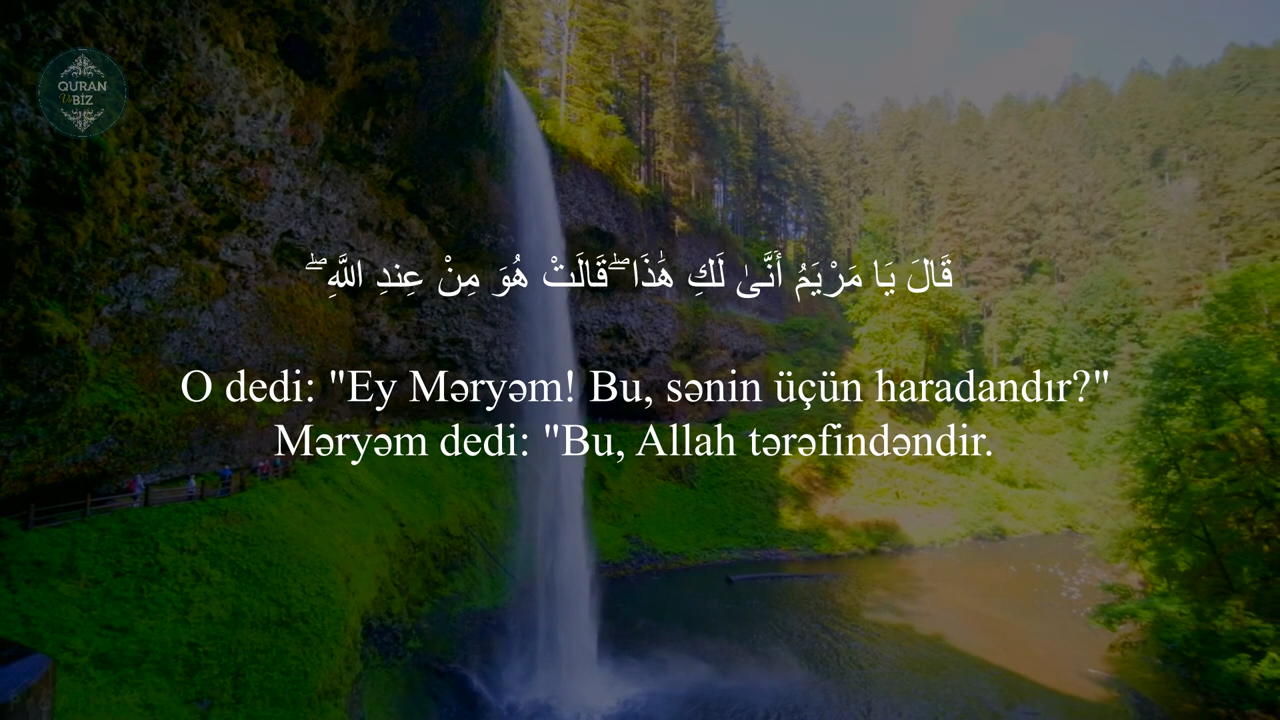 QURAN
Və
BİZ
قَالَ يَا مَرْيَمُ أَنَّىٰ لَكِ هَٰذَا ۖ قَالَتْ هُوَ مِنْ عِندِ اللَّهِ ۖ
O dedi: "Ey Məryəm! Bu, sənin üçün haradandır?"
Məryəm dedi: "Bu, Allah tərəfindəndir.